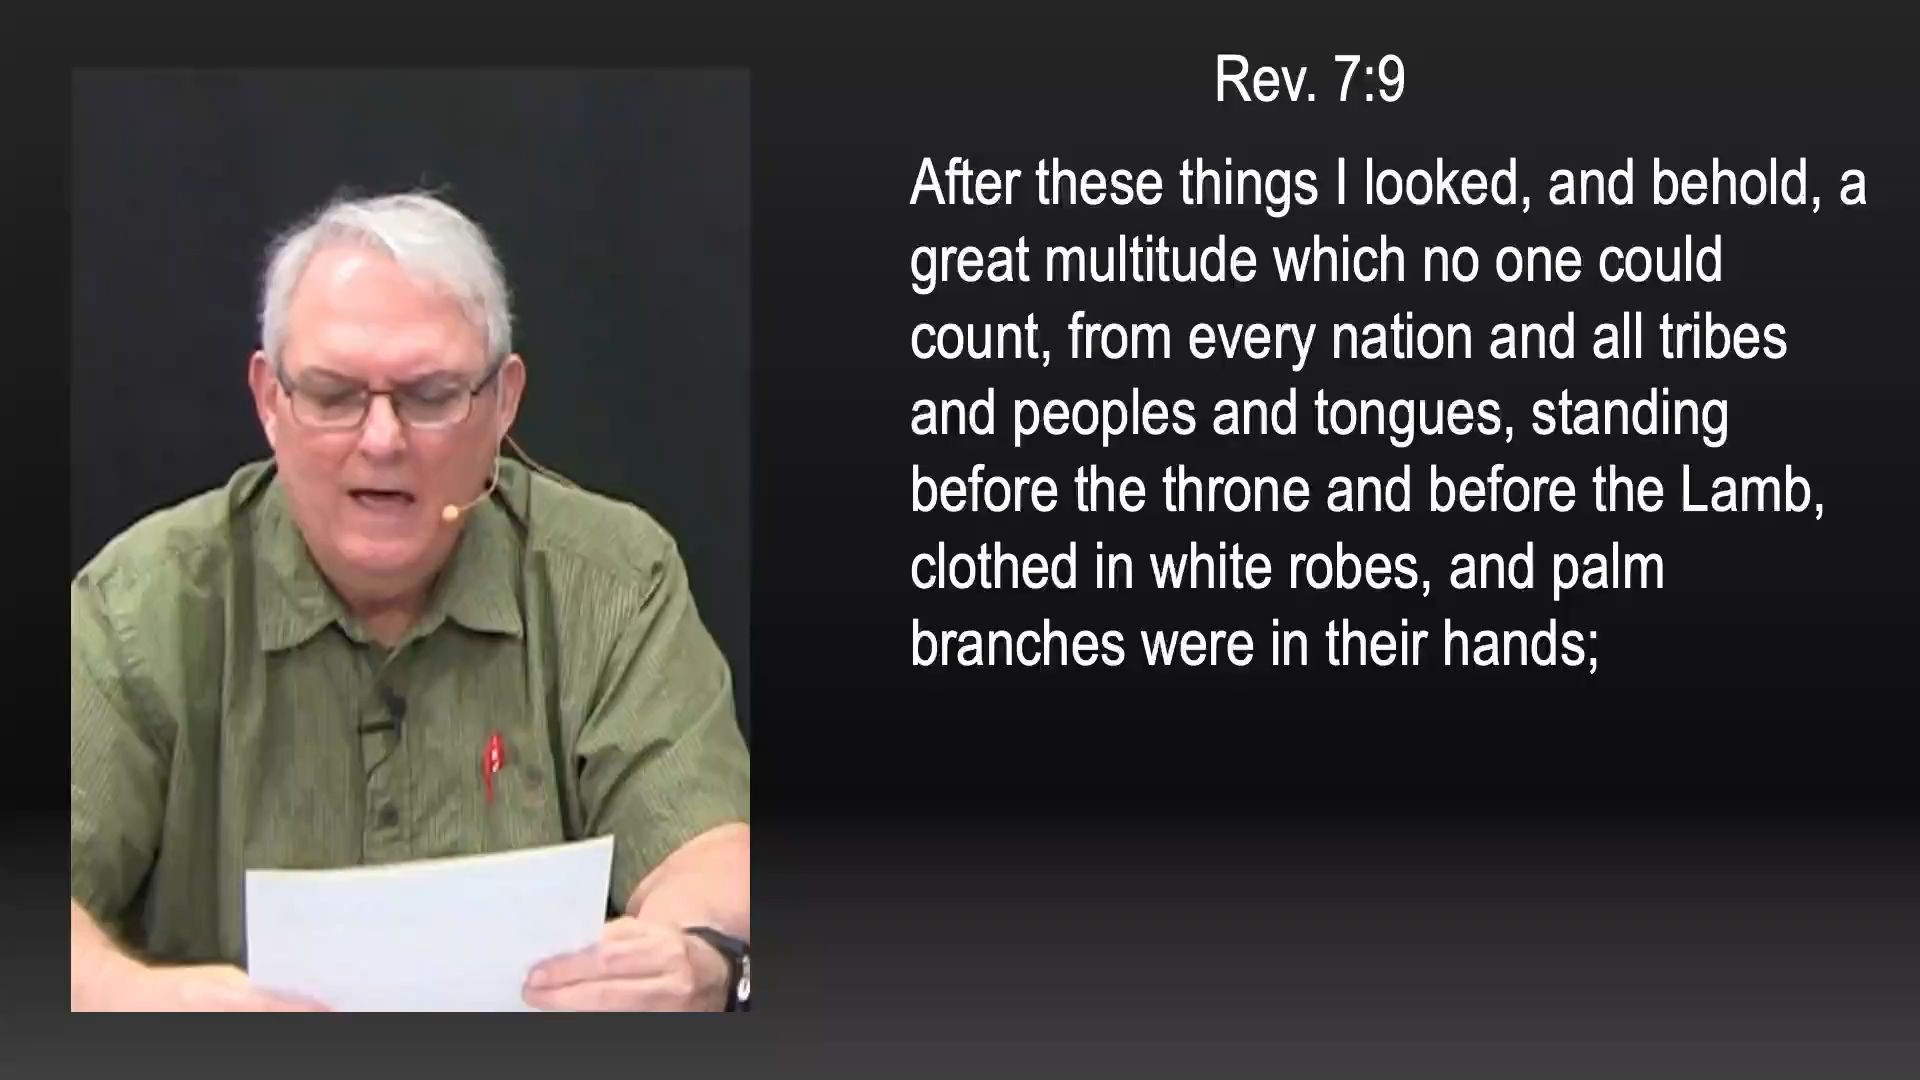 Rev. 7:9
After these things I looked, and behold, a
great multitude which no one could
count, from every nation and all tribes
and peoples and tongues, standing
before the throne and before the Lamb,
clothed in white robes, and palm
branches were in their hands;